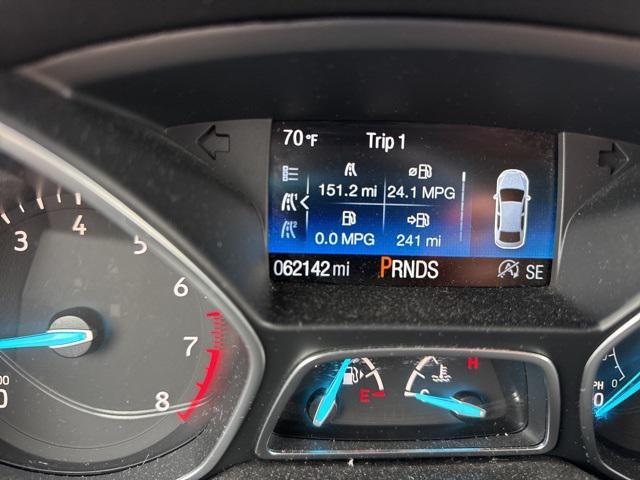 70°F Trip 1
151.2 mi 24.1 MPG
0.0 MPG 241 mi
062142 mi PRNDS SE
3 4 5 6 7 8
E C H
0